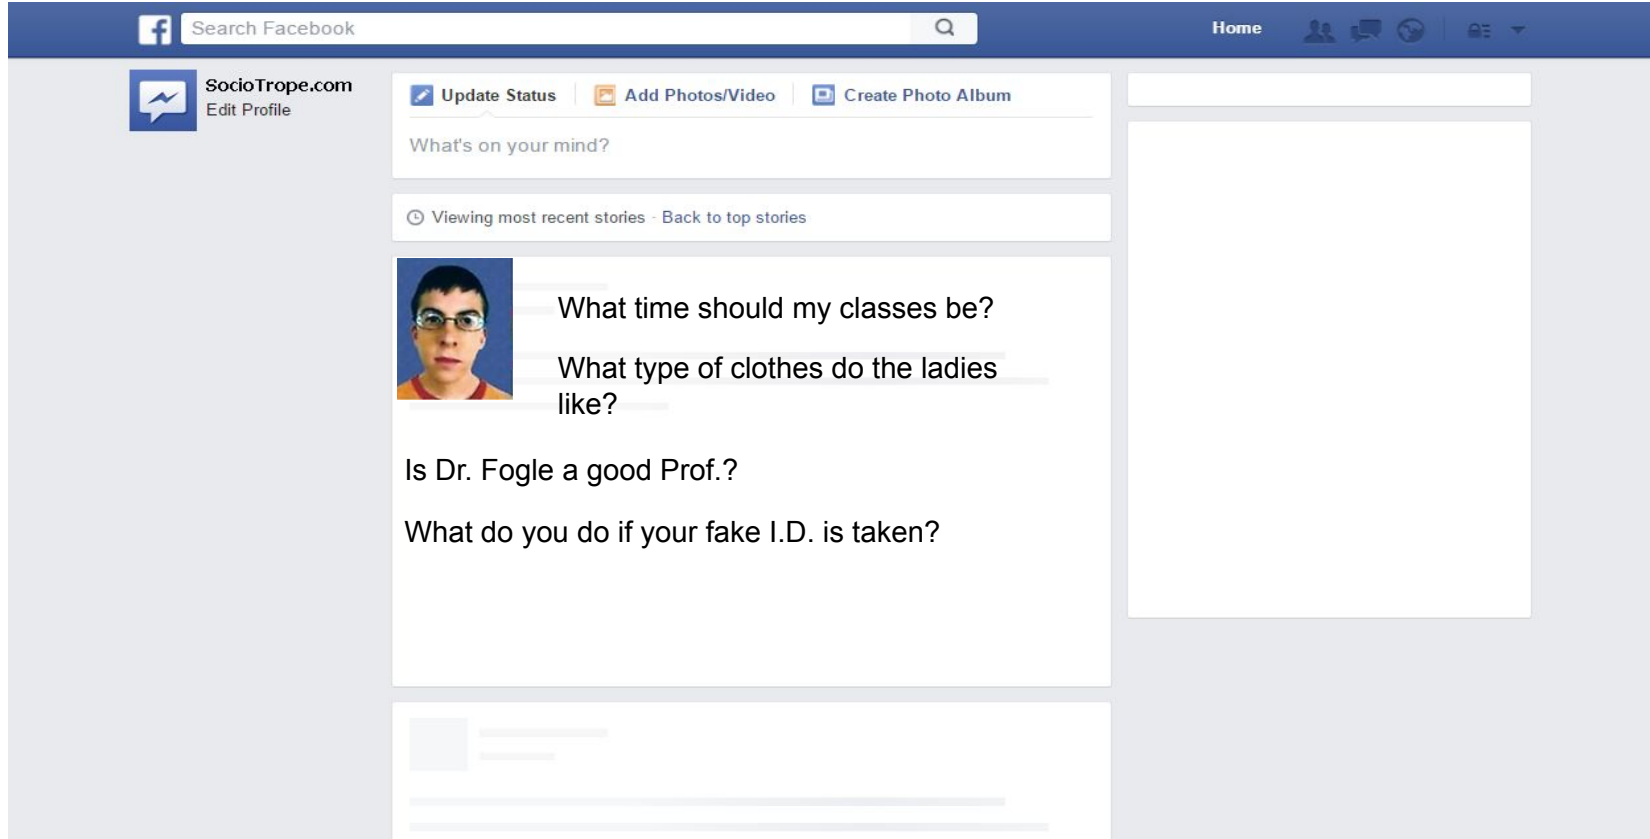 Search Facebook
Home
SocioTrope.com
Edit Profile
Update Status
Add Photos/Video
Create Photo Album
What's on your mind?
Viewing most recent stories · Back to top stories
What time should my classes be?
What type of clothes do the ladies
like?
Is Dr. Fogle a good Prof.?
What do you do if your fake I.D. is taken?